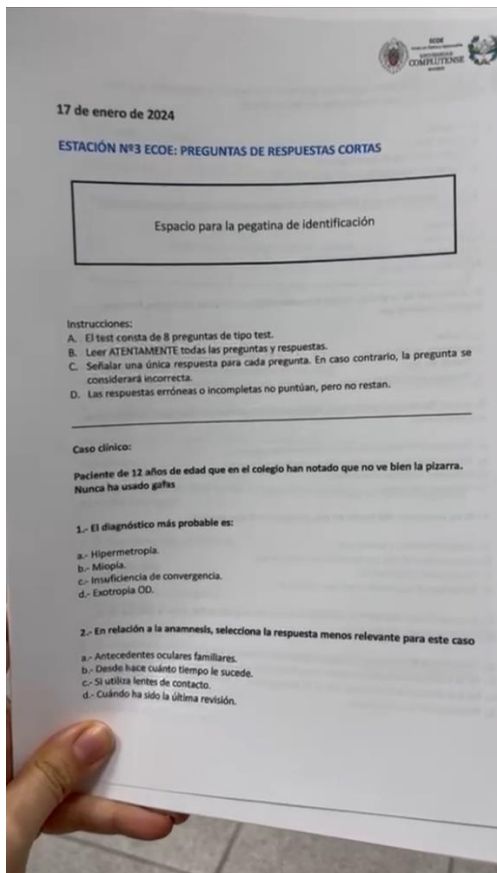 ECOE
UNIVERSIDAD
COMPLUTENSE
MADRID
17 de enero de 2024
ESTACIÓN Nº3 ECOE: PREGUNTAS DE RESPUESTAS CORTAS
Espacio para la pegatina de identificación
Instrucciones:
A. El test consta de 8 preguntas de tipo test.
B. Leer ATENTAMENTE todas las preguntas y respuestas.
C. Señalar una única respuesta para cada pregunta. En caso contrario, la pregunta se
considerará incorrecta.
D. Las respuestas erróneas o incompletas no puntúan, pero no restan.
Caso clínico:
Paciente de 12 años de edad que en el colegio han notado que no ve bien la pizarra.
Nunca ha usado gafas
1.- El diagnóstico más probable es:
a.- Hipermetropía.
b.- Miopía.
c.- Insuficiencia de convergencia.
d.- Exotropia OD.
2.- En relación a la anamnesis, selecciona la respuesta menos relevante para este caso
a.- Antecedentes oculares familiares.
b.- Desde hace cuánto tiempo le sucede.
c.- Si utiliza lentes de contacto.
d.- Cuándo ha sido la última revisión.